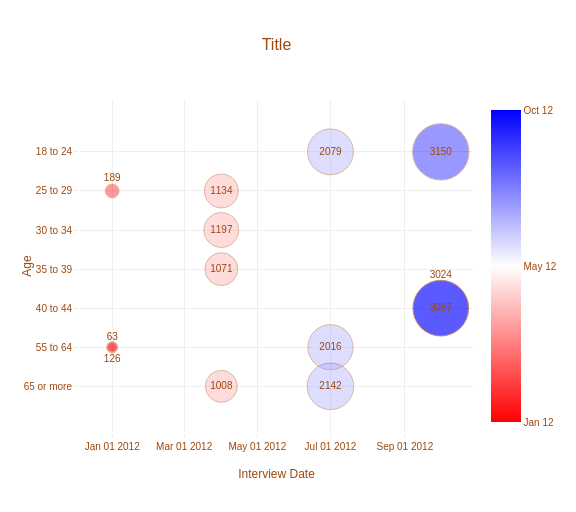 Title
Oct 12
18 to 24
2079
3150
189
25 to 29
1134
30 to 34
1197
Age
35 to 39
1071
May 12
3024
40 to 44
3087
63
55 to 64
2016
126
65 or more
1008
2142
Jan 12
Jan 01 2012
Mar 01 2012
May 01 2012
Jul 01 2012
Sep 01 2012
Interview Date